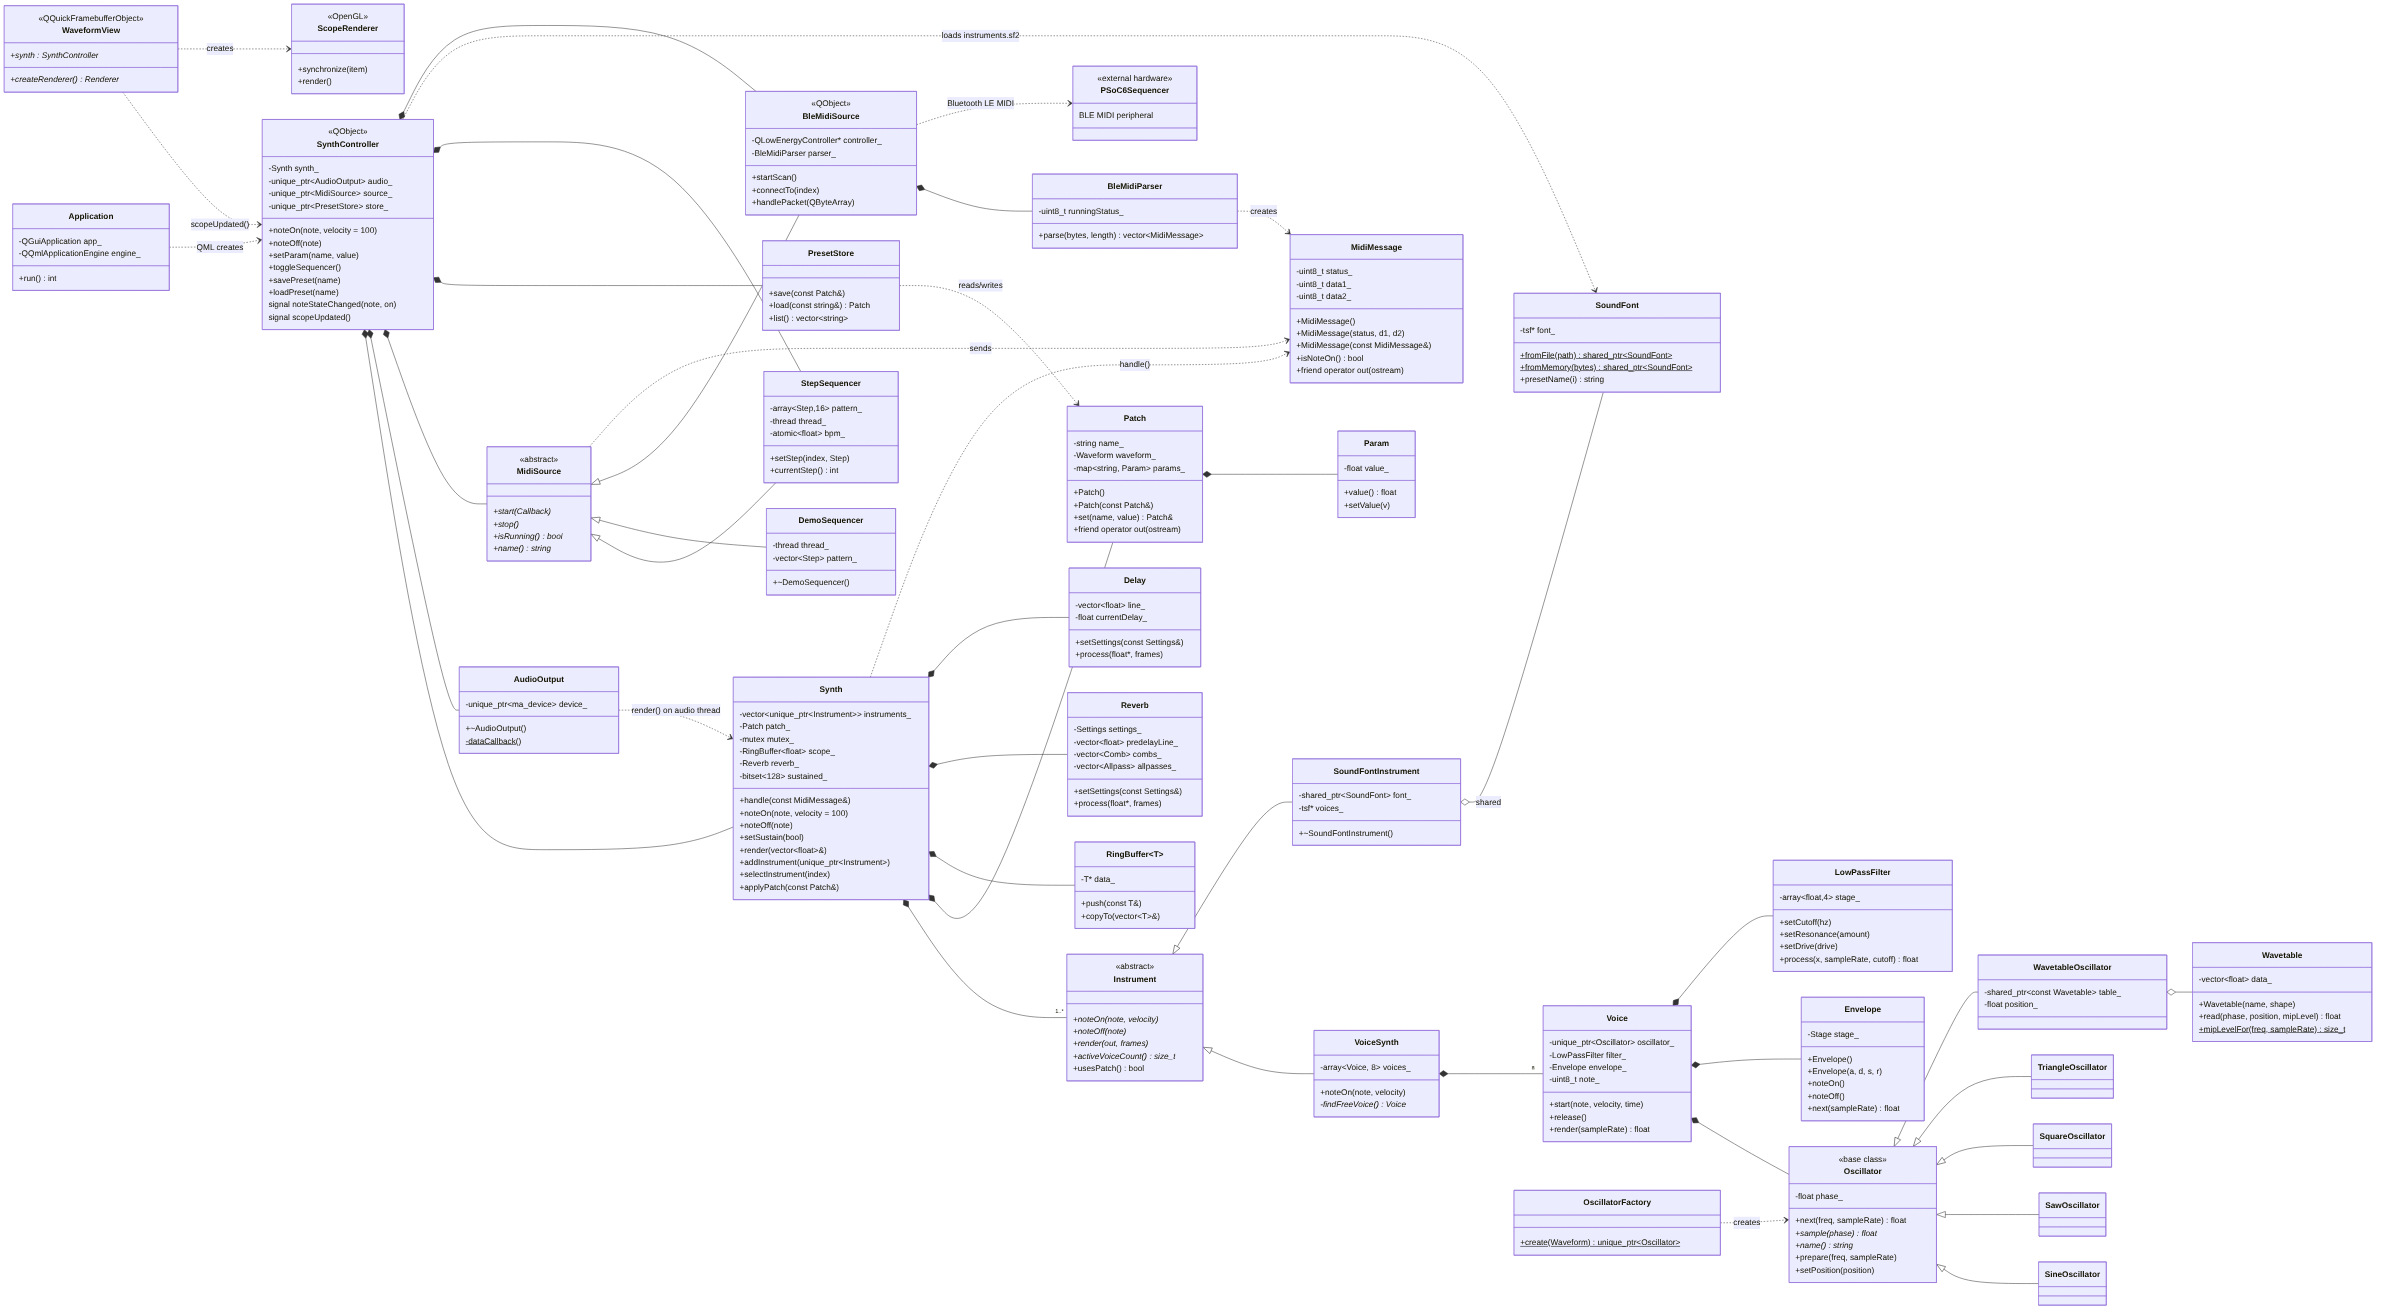 «QQuickFramebufferObject»
WaveformView
+synth : SynthController
+createRenderer() : Renderer
creates
«OpenGL»
ScopeRenderer
+synchronize(item)
+render()
loads instruments.sf2
scopeUpdated()
Application
-QGuiApplication app_
-QQmlApplicationEngine engine_
+run() : int
QML creates
«QObject»
SynthController
-Synth synth_
-unique_ptr<AudioOutput> audio_
-unique_ptr<MidiSource> source_
-unique_ptr<PresetStore> store_
+noteOn(note, velocity = 100)
+noteOff(note)
+setParam(name, value)
+toggleSequencer()
+savePreset(name)
+loadPreset(name)
signal noteStateChanged(note, on)
signal scopeUpdated()
«QObject»
BleMidiSource
-QLowEnergyController* controller_
-BleMidiParser parser_
+startScan()
+connectTo(index)
+handlePacket(QByteArray)
Bluetooth LE MIDI
«external hardware»
PSoC6Sequencer
BLE MIDI peripheral
BleMidiParser
-uint8_t runningStatus_
+parse(bytes, length) : vector<MidiMessage>
creates
MidiMessage
-uint8_t status_
-uint8_t data1_
-uint8_t data2_
+MidiMessage()
+MidiMessage(status, d1, d2)
+MidiMessage(const MidiMessage&)
+isNoteOn() : bool
+friend operator out(ostream)
SoundFont
-tsf* font_
+fromFile(path) : shared_ptr<SoundFont>
+fromMemory(bytes) : shared_ptr<SoundFont>
+presetName(i) : string
PresetStore
+save(const Patch&)
+load(const string&) : Patch
+list() : vector<string>
reads/writes
sends
handle()
StepSequencer
-array<Step,16> pattern_
-thread thread_
-atomic<float> bpm_
+setStep(index, Step)
+currentStep() : int
«abstract»
MidiSource
+start(Callback)
+stop()
+isRunning() : bool
+name() : string
DemoSequencer
-thread thread_
-vector<Step> pattern_
+~DemoSequencer()
Patch
-string name_
-Waveform waveform_
-map<string, Param> params_
+Patch()
+Patch(const Patch&)
+set(name, value) : Patch&
+friend operator out(ostream)
Param
-float value_
+value() : float
+setValue(v)
Delay
-vector<float> line_
-float currentDelay_
+setSettings(const Settings&)
+process(float*, frames)
AudioOutput
-unique_ptr<ma_device> device_
+~AudioOutput()
-dataCallback()
render() on audio thread
Synth
-vector<unique_ptr<Instrument>> instruments_
-Patch patch_
-mutex mutex_
-RingBuffer<float> scope_
-Reverb reverb_
-bitset<128> sustained_
+handle(const MidiMessage&)
+noteOn(note, velocity = 100)
+noteOff(note)
+setSustain(bool)
+render(vector<float>&)
+addInstrument(unique_ptr<Instrument>)
+selectInstrument(index)
+applyPatch(const Patch&)
Reverb
-Settings settings_
-vector<float> predelayLine_
-vector<Comb> combs_
-vector<Allpass> allpasses_
+setSettings(const Settings&)
+process(float*, frames)
RingBuffer<T>
-T* data_
+push(const T&)
+copyTo(vector<T>&)
SoundFontInstrument
-shared_ptr<SoundFont> font_
-tsf* voices_
+~SoundFontInstrument()
shared
1..*
«abstract»
Instrument
+noteOn(note, velocity)
+noteOff(note)
+render(out, frames)
+activeVoiceCount() : size_t
+usesPatch() : bool
VoiceSynth
-array<Voice, 8> voices_
+noteOn(note, velocity)
-findFreeVoice() : Voice
8
Voice
-unique_ptr<Oscillator> oscillator_
-LowPassFilter filter_
-Envelope envelope_
-uint8_t note_
+start(note, velocity, time)
+release()
+render(sampleRate) : float
LowPassFilter
-array<float,4> stage_
+setCutoff(hz)
+setResonance(amount)
+setDrive(drive)
+process(x, sampleRate, cutoff) : float
Envelope
-Stage stage_
+Envelope()
+Envelope(a, d, s, r)
+noteOn()
+noteOff()
+next(sampleRate) : float
WavetableOscillator
-shared_ptr<const Wavetable> table_
-float position_
Wavetable
-vector<float> data_
+Wavetable(name, shape)
+read(phase, position, mipLevel) : float
+mipLevelFor(freq, sampleRate) : size_t
TriangleOscillator
SquareOscillator
SawOscillator
SineOscillator
OscillatorFactory
+create(Waveform) : unique_ptr<Oscillator>
creates
«base class»
Oscillator
-float phase_
+next(freq, sampleRate) : float
+sample(phase) : float
+name() : string
+prepare(freq, sampleRate)
+setPosition(position)